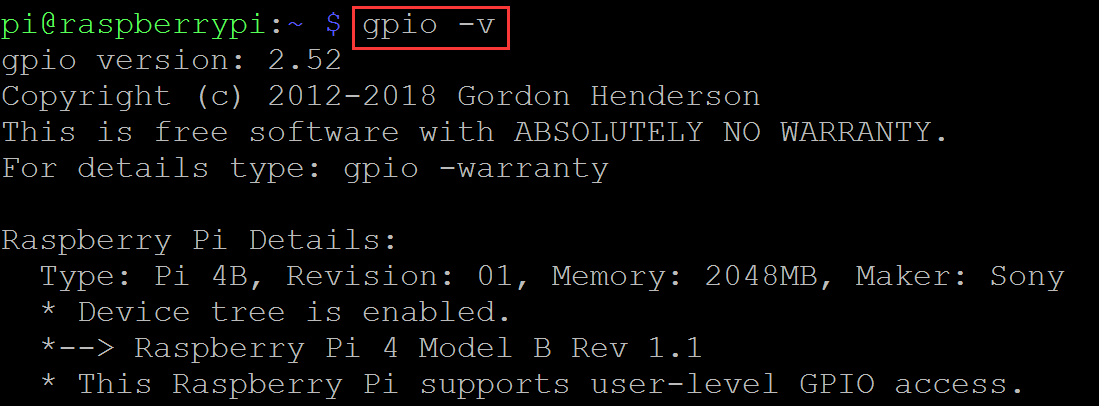 pi@raspberrypi:~ $ gpio -v
gpio version: 2.52
Copyright (c) 2012-2018 Gordon Henderson
This is free software with ABSOLUTELY NO WARRANTY.
For details type: gpio -warranty
Raspberry Pi Details:
Type: Pi 4B, Revision: 01, Memory: 2048MB, Maker: Sony
* Device tree is enabled.
*--> Raspberry Pi 4 Model B Rev 1.1
* This Raspberry Pi supports user-level GPIO access.